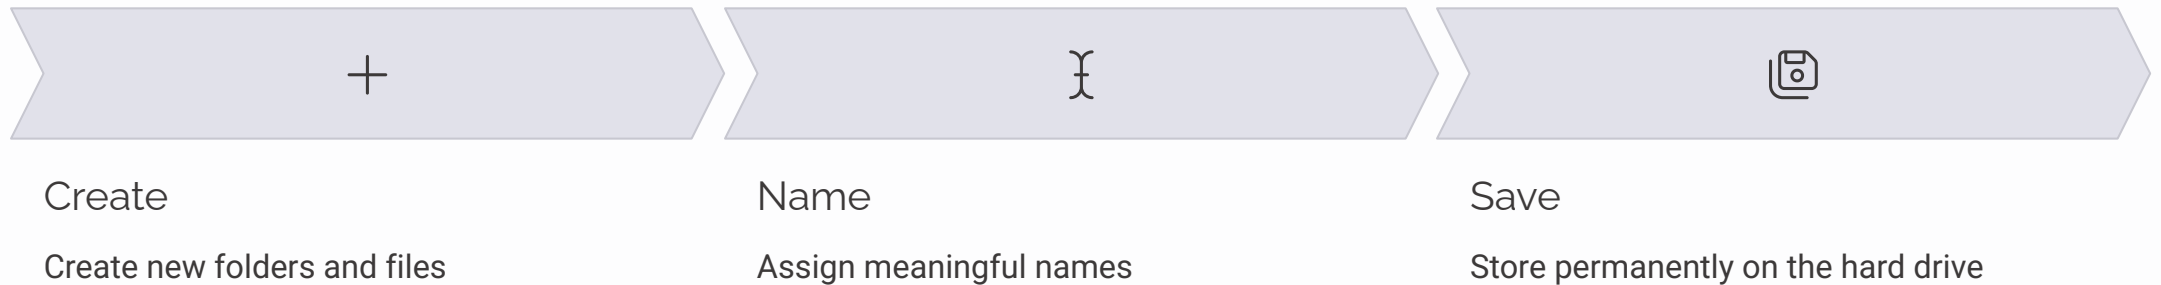 Create
Create new folders and files
Name
Assign meaningful names
Save
Store permanently on the hard drive